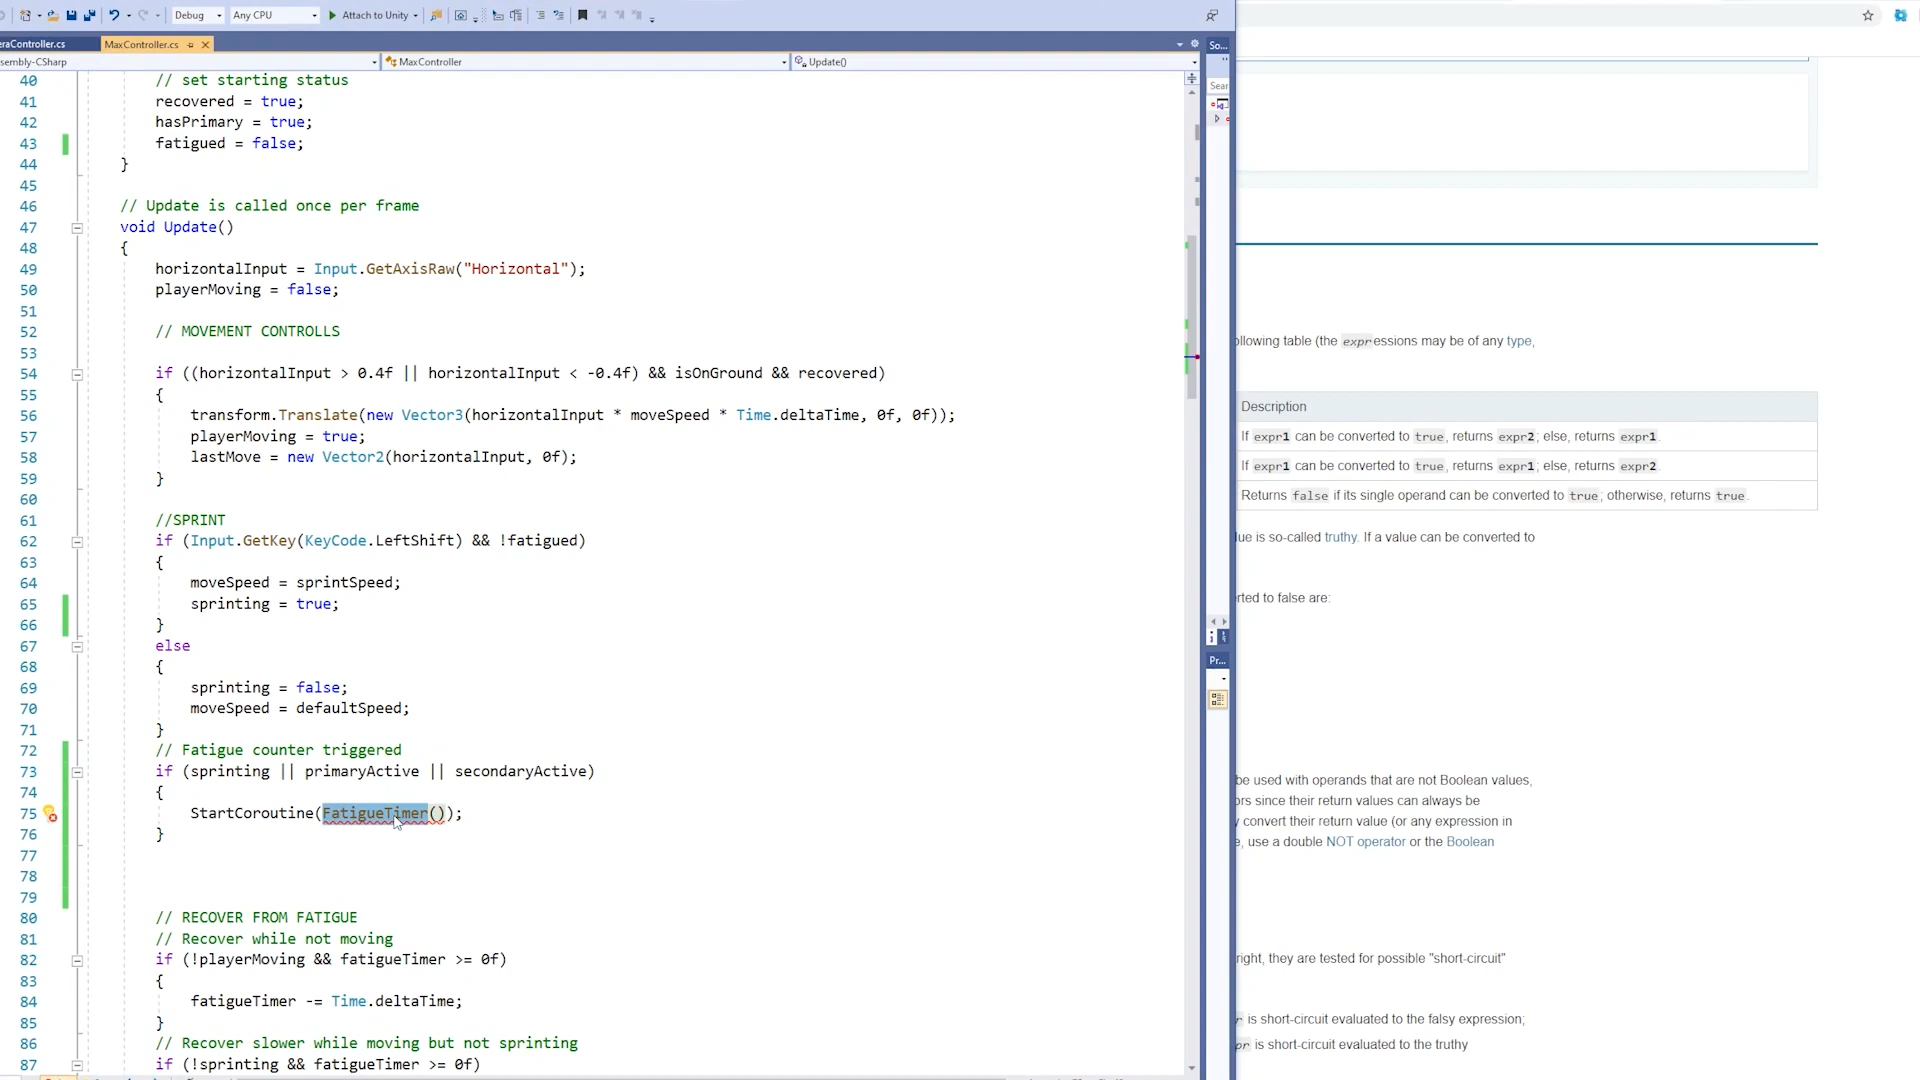 Debug
Any CPU
Attach to Unity
eraController.cs
MaxController.cs
So...
sembly-CSharp
MaxController
Update()
Sear
40 // set starting status
41 recovered = true;
42 hasPrimary = true;
43 fatigued = false;
44 }
45
46 // Update is called once per frame
47 void Update()
48 {
49 horizontalInput = Input.GetAxisRaw("Horizontal");
50 playerMoving = false;
51
52 // MOVEMENT CONTROLLS
53
54 if ((horizontalInput > 0.4f || horizontalInput < -0.4f) && isOnGround && recovered)
55 {
56 transform.Translate(new Vector3(horizontalInput * moveSpeed * Time.deltaTime, 0f, 0f));
57 playerMoving = true;
58 lastMove = new Vector2(horizontalInput, 0f);
59 }
60
61 //SPRINT
62 if (Input.GetKey(KeyCode.LeftShift) && !fatigued)
63 {
64 moveSpeed = sprintSpeed;
65 sprinting = true;
66 }
67 else
68 {
69 sprinting = false;
70 moveSpeed = defaultSpeed;
71 }
72 // Fatigue counter triggered
73 if (sprinting || primaryActive || secondaryActive)
74 {
75 StartCoroutine(FatigueTimer());
76 }
77
78
79
80 // RECOVER FROM FATIGUE
81 // Recover while not moving
82 if (!playerMoving && fatigueTimer >= 0f)
83 {
84 fatigueTimer -= Time.deltaTime;
85 }
86 // Recover slower while moving but not sprinting
87 if (!sprinting && fatigueTimer >= 0f)
Pr...
ollowing table (the expressions may be of any type,
Description
If expr1 can be converted to true, returns expr2; else, returns expr1.
If expr1 can be converted to true, returns expr1; else, returns expr2.
Returns false if its single operand can be converted to true; otherwise, returns true.
lue is so-called truthy. If a value can be converted to
rted to false are:
be used with operands that are not Boolean values,
ors since their return values can always be
y convert their return value (or any expression in
e, use a double NOT operator or the Boolean
right, they are tested for possible "short-circuit"
r is short-circuit evaluated to the falsy expression;
pr is short-circuit evaluated to the truthy